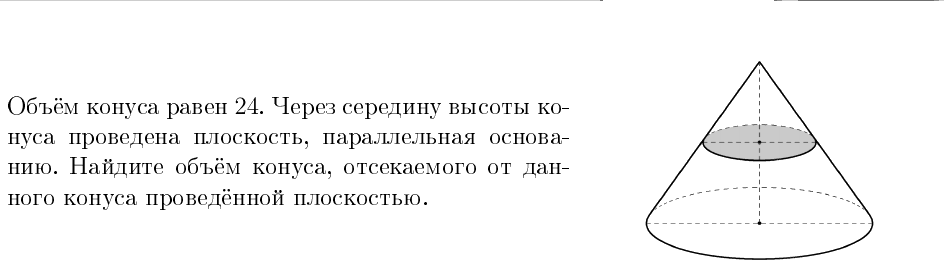 Объём конуса равен 24. Через середину высоты ко-
нуса проведена плоскость, параллельная основа-
нию. Найдите объём конуса, отсекаемого от дан-
ного конуса проведённой плоскостью.